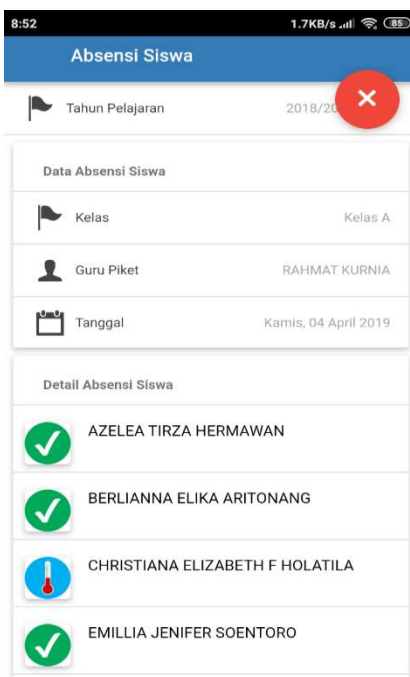 8:52 1.7KB/s 85
Absensi Siswa
Tahun Pelajaran 2018/20
Data Absensi Siswa
Kelas Kelas A
Guru Piket RAHMAT KURNIA
Tanggal Kamis, 04 April 2019
Detail Absensi Siswa
AZELEA TIRZA HERMAWAN
BERLIANNA ELIKA ARITONANG
CHRISTIANA ELIZABETH F HOLATILA
EMILLIA JENIFER SOENTORO